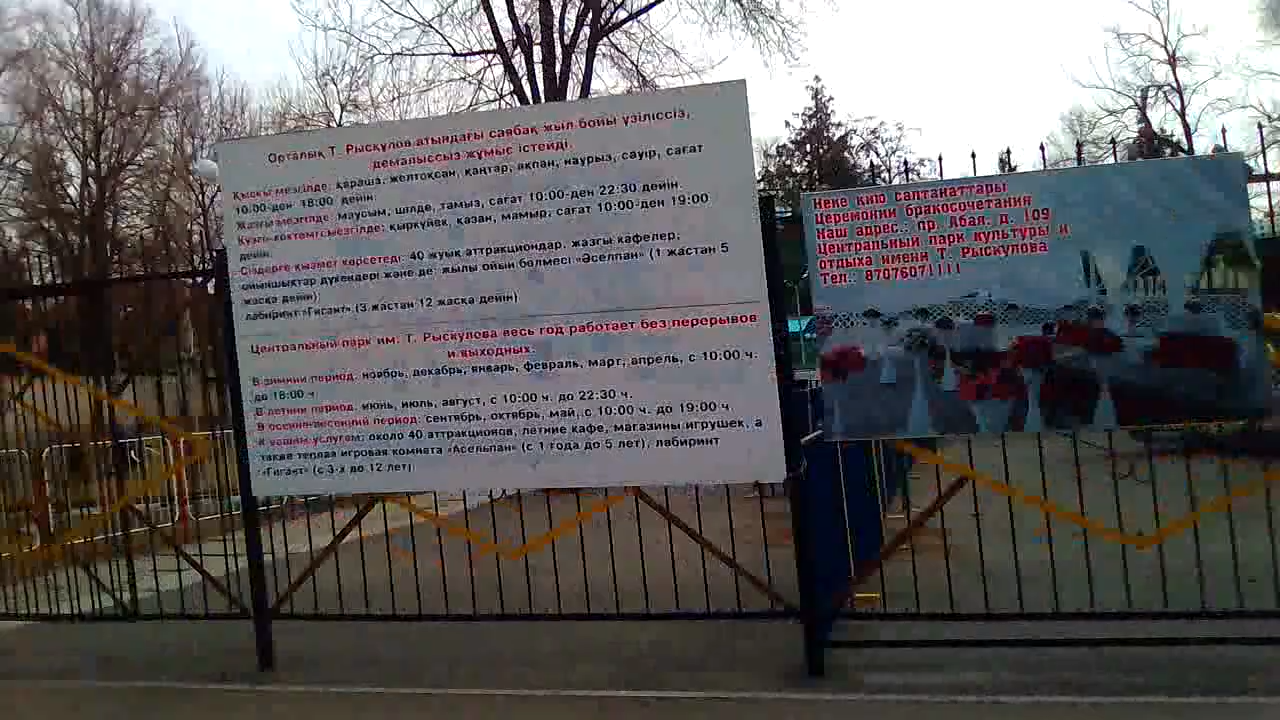 Орталық Т. Рысқұлов атындағы саябақ жыл бойы үзіліссіз,
демалыссыз жұмыс істейді.
Қысқы мезгілде: қараша, желтоқсан, қаңтар, ақпан, наурыз, сәуір, сағат
10:00-ден 18:00 дейін.
Жазғы мезгілде: маусым, шілде, тамыз, сағат 10:00-ден 22:30 дейін.
Күзгі-көктемгі мезгілде: қыркүйек, қазан, мамыр, сағат 10:00-ден 19:00
дейін.
Сіздерге қызмет көрсетеді: 40 жуық аттракциондар, жазғы кафелер,
ойыншықтар дүкендері және де: жылы ойын бөлмесі «Әселпан» (1 жастан 5
жасқа дейін)
лабиринт «Гигант» (3 жастан 12 жасқа дейін)
Центральный парк им: Т. Рыскулова весь год работает без перерывов
и выходных.
В зимний период: ноябрь, декабрь, январь, февраль, март, апрель, с 10:00 ч.
до 18:00 ч
В летний период: июнь, июль, август, с 10:00 ч. до 22:30 ч.
В осенне-весенний период: сентябрь, октябрь, май, с 10:00 ч. до 19:00 ч
К вашим услугам: около 40 аттракционов, летние кафе, магазины игрушек, а
также теплая игровая комната «Асельпан» (с 1 года до 5 лет), лабиринт
«Гигант» (с 3-х до 12 лет)
Неке қию салтанаттары
Церемонии бракосочетания
наш адрес.: пр. Абая, д. 109
Центральный парк культуры и
отдыха имени Т. Рыскулова
Тел.: 87076071111